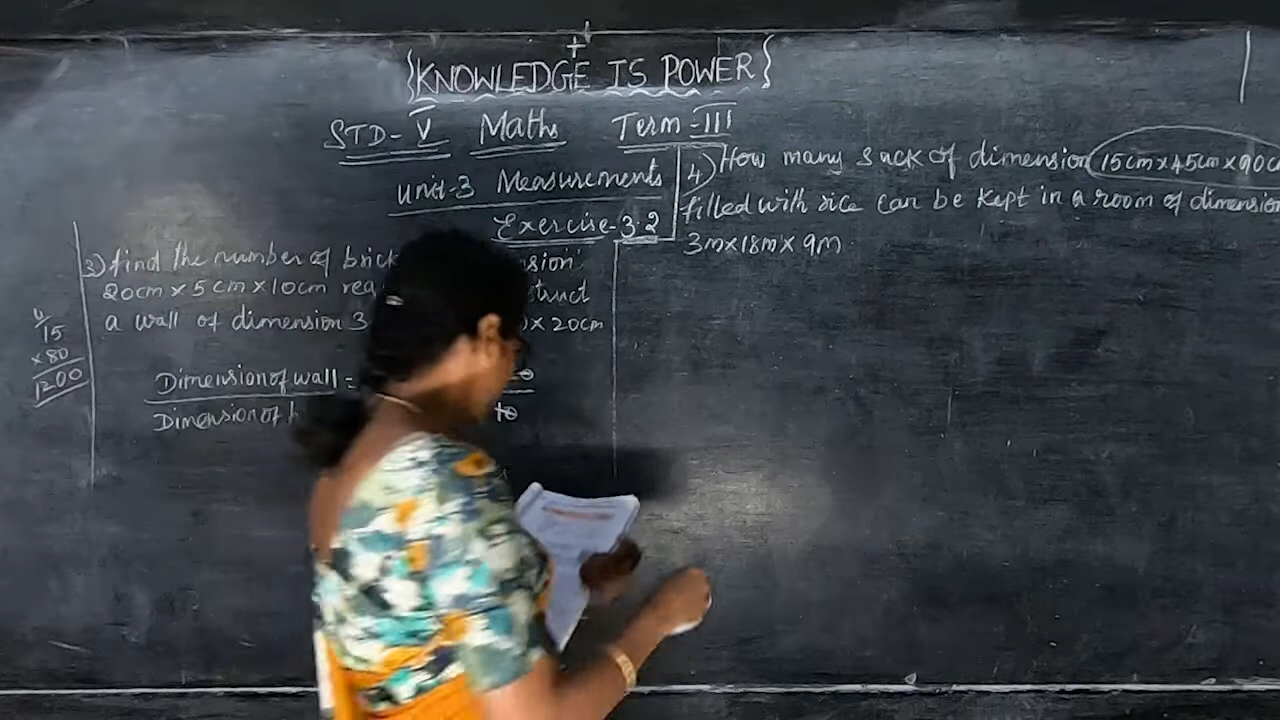 {KNOWLEDGE IS POWER}
STD-V Maths Term-III
Unit-3 Measurements
Exercise-3.2
3) find the number of brick
20cm x 5cm x 10cm
a wall of dimension 3 x 20cm
Dimension of wall =
Dimension of
15
x 80
1200
4) How many sack of dimension 15cm x 45cm x 90c
filled with rice can be kept in a room of dimension
3m x 18m x 9m